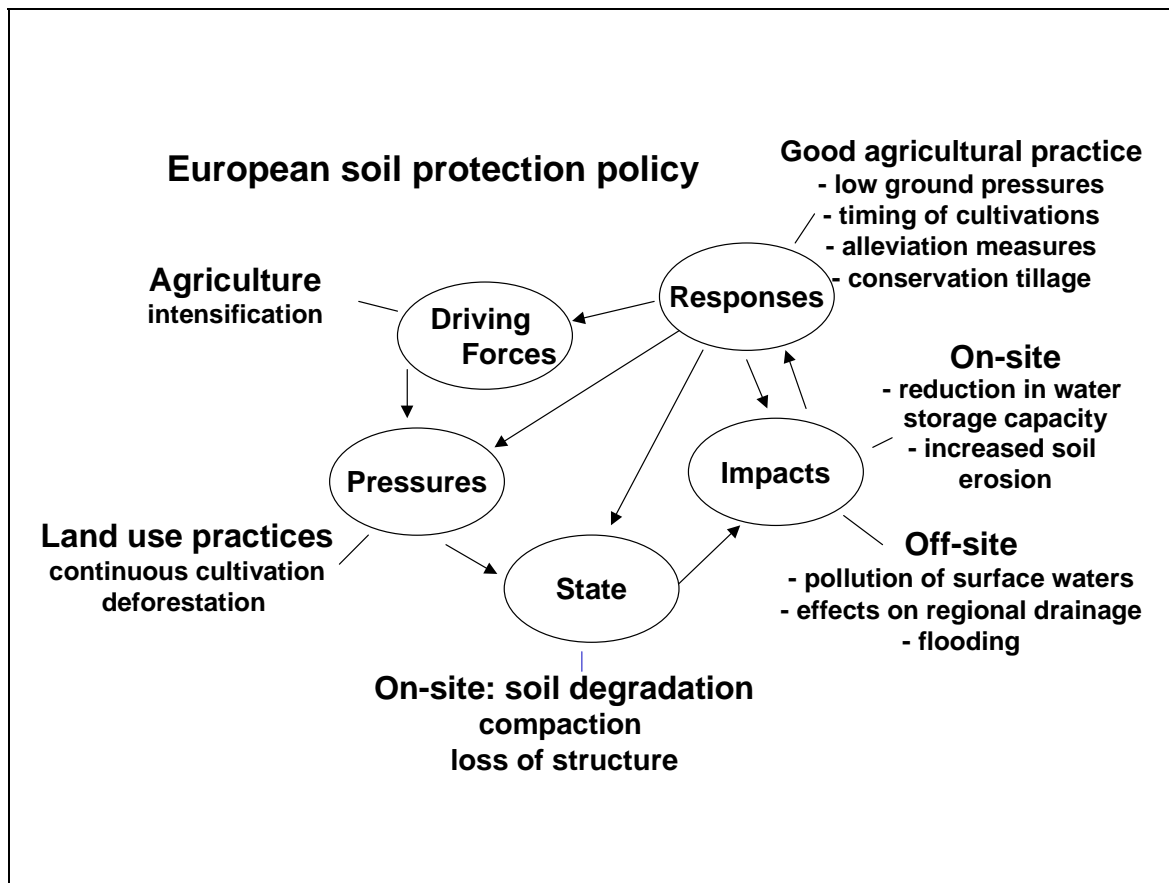 European soil protection policy
Good agricultural practice
- low ground pressures
- timing of cultivations
- alleviation measures
- conservation tillage
Agriculture
intensification
Driving
Forces
Responses
On-site
- reduction in water
storage capacity
- increased soil
erosion
Pressures
Impacts
Land use practices
continuous cultivation
deforestation
State
Off-site
- pollution of surface waters
- effects on regional drainage
- flooding
On-site: soil degradation
compaction
loss of structure